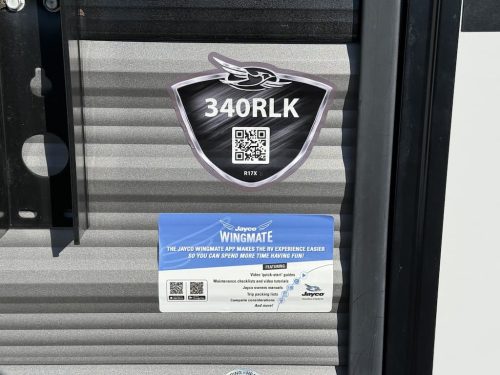 340RLK
R17X
Jayco
WINGMATE
THE JAYCO WINGMATE APP MAKES THE RV EXPERIENCE EASIER
SO YOU CAN SPEND MORE TIME HAVING FUN!
FEATURING
Video 'quick-start' guides
Maintenance checklists and video tutorials
Jayco owners manuals
Trip packing lists
Campsite considerations
And more!
Jayco